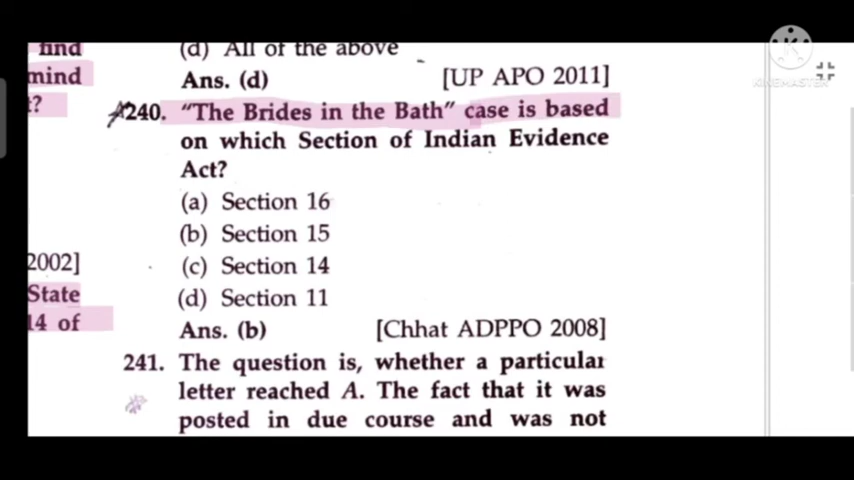 find
mind
t?
2002]
State
14 of
(d) All of the above
Ans. (d) [UP APO 2011]
240. "The Brides in the Bath" case is based
on which Section of Indian Evidence
Act?
(a) Section 16
(b) Section 15
(c) Section 14
(d) Section 11
Ans. (b) [Chhat ADPPO 2008]
241. The question is, whether a particular
letter reached A. The fact that it was
posted in due course and was not
K
KINEMASTER